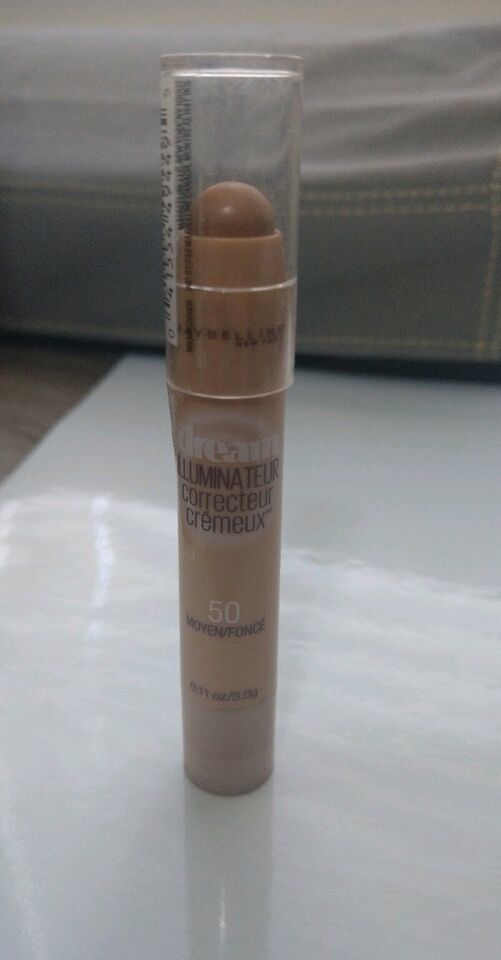 MAYBELLINE
NEW YORK
dream
ILLUMINATEUR
correcteur
crémeux™
50
MOYEN/FONCÉ
0.11 oz/3.0g